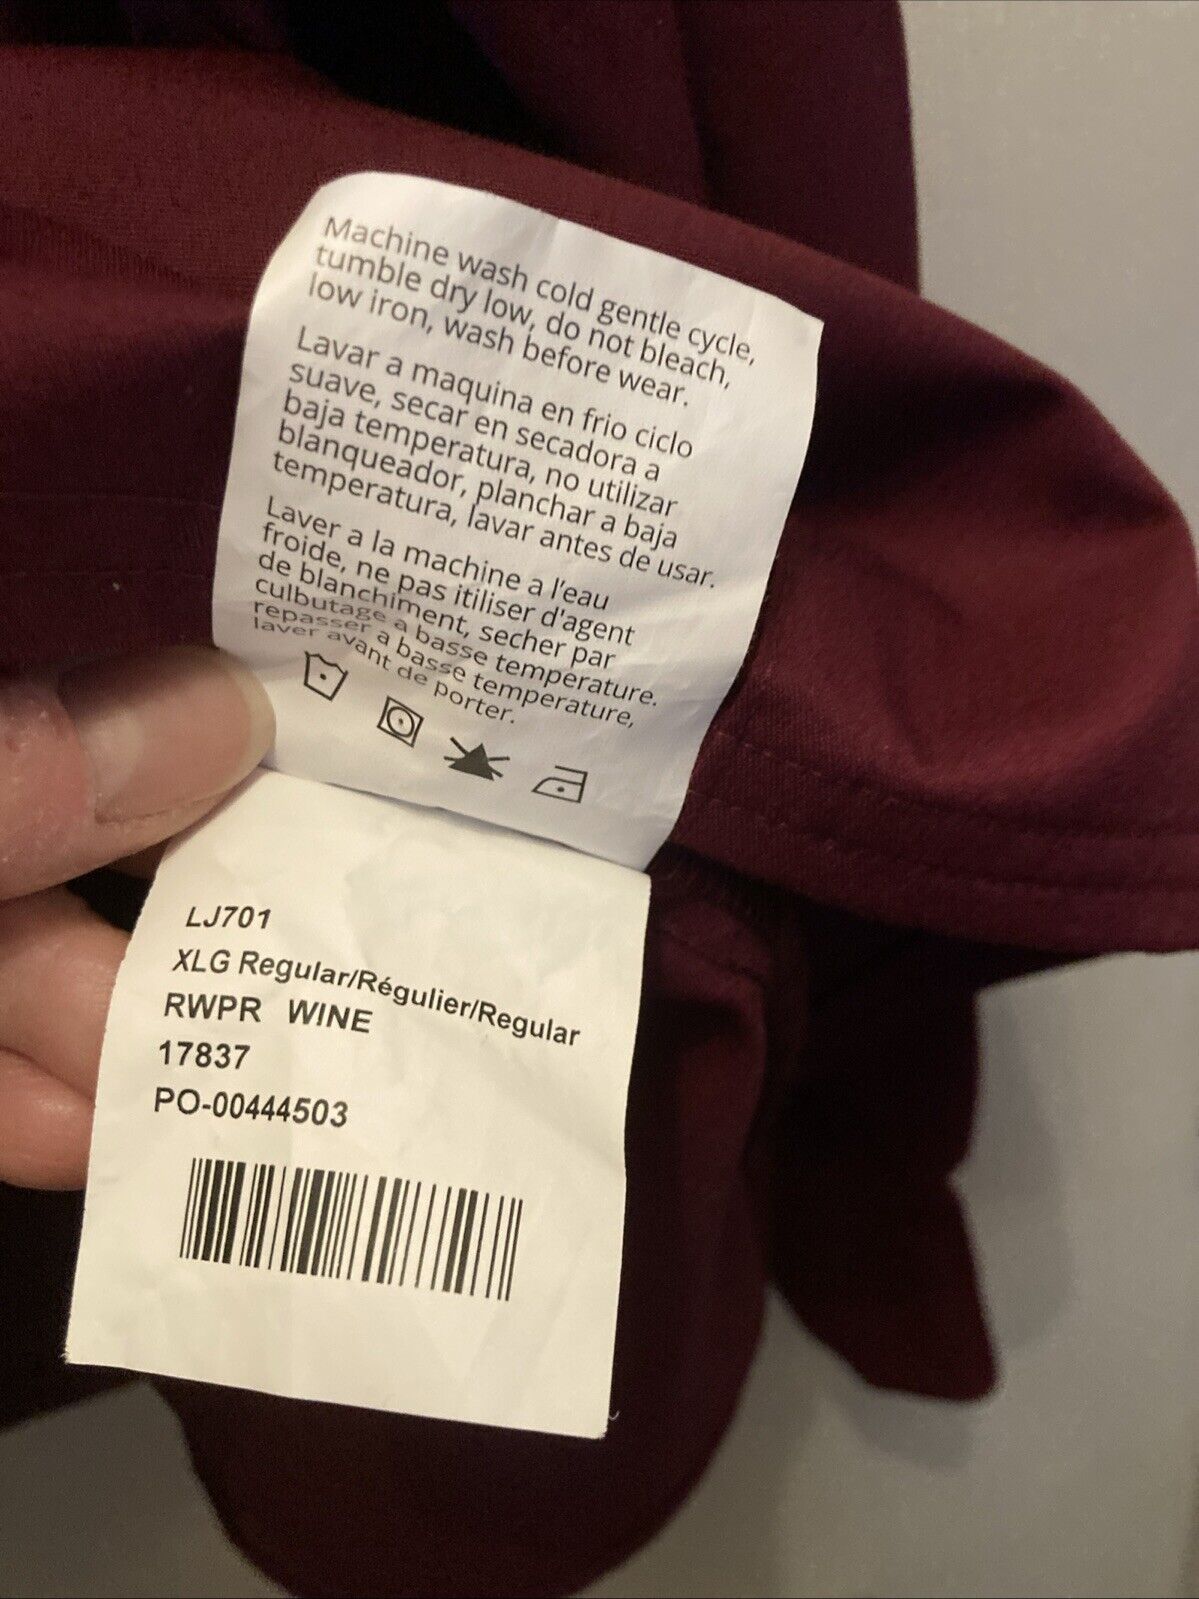 Machine wash cold gentle cycle,
tumble dry low, do not bleach,
low iron, wash before wear.
Lavar a maquina en frio ciclo
suave, secar en secadora a
baja temperatura, no utilizar
blanqueador, planchar a baja
temperatura, lavar antes de usar.
Laver a la machine a l'eau
froide, ne pas itiliser d'agent
de blanchiment, secher par
culbutage a basse temperature.
repasser a basse temperature,
laver avant de porter.
LJ701
XLG Regular/Régulier/Regular
RWPR WINE
17837
PO-00444503